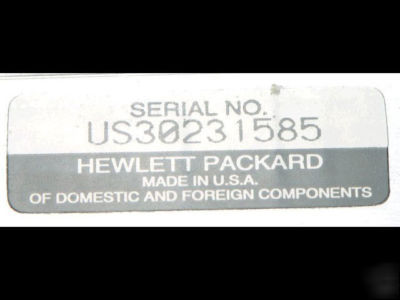 SERIAL NO.
US30231585
HEWLETT PACKARD
MADE IN U.S.A.
OF DOMESTIC AND FOREIGN COMPONENTS